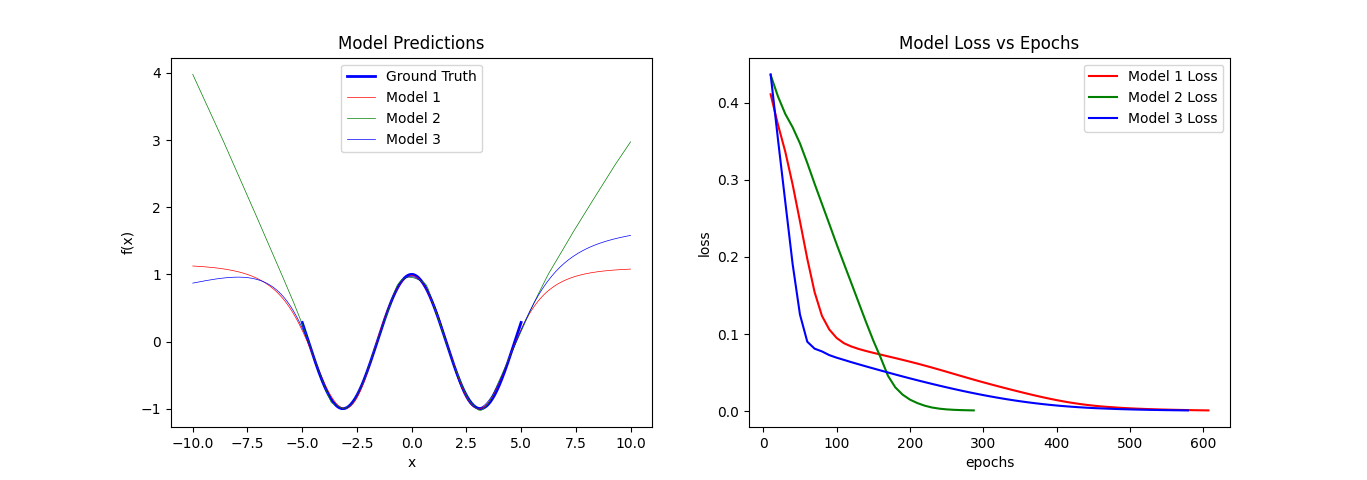 Model Predictions
4
3
2
1
0
−1
f(x)
Ground Truth
Model 1
Model 2
Model 3
−10.0 −7.5 −5.0 −2.5 0.0 2.5 5.0 7.5 10.0
x
Model Loss vs Epochs
0.4
0.3
0.2
0.1
0.0
loss
Model 1 Loss
Model 2 Loss
Model 3 Loss
0 100 200 300 400 500 600
epochs